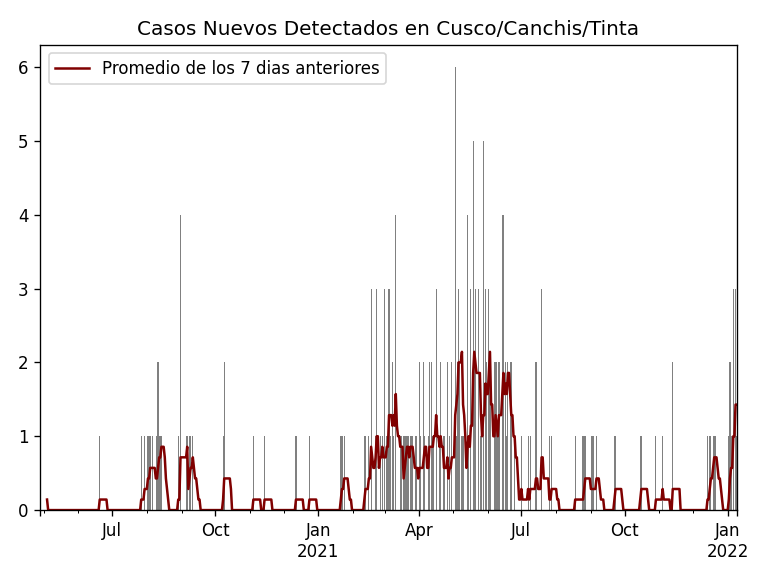 Casos Nuevos Detectados en Cusco/Canchis/Tinta
Promedio de los 7 dias anteriores
6
5
4
3
2
1
0
Jul Oct Jan Apr Jul Oct Jan
2021 2022